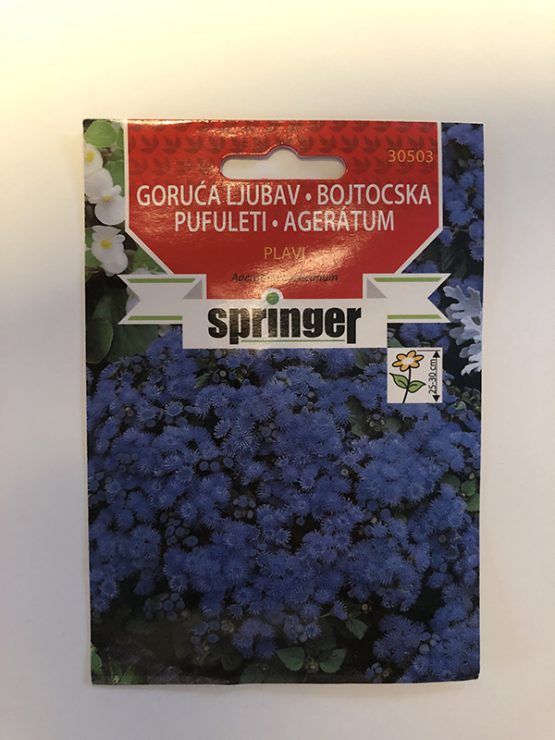 30503
GORUĆA LJUBAV • BOJTOCSKA
PUFULETI • AGERÁTUM
PLAVI
springer
25-30 cm